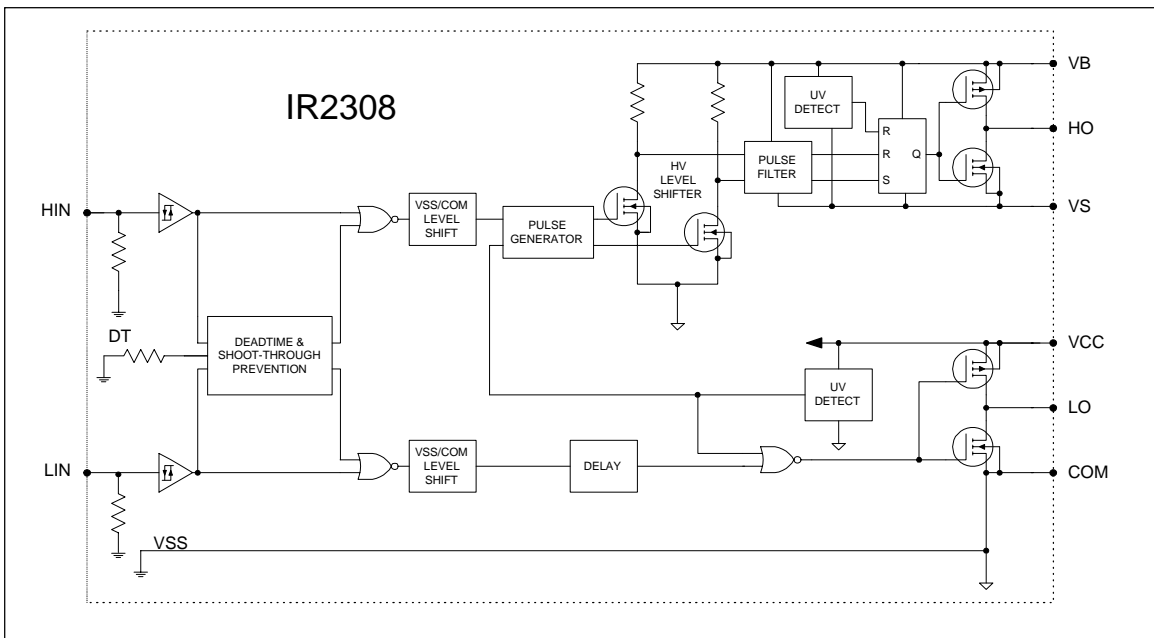 IR2308
VB
UV
DETECT
HO
R
R
Q
S
PULSE
FILTER
HV
LEVEL
SHIFTER
VS
HIN
VSS/COM
LEVEL
SHIFT
PULSE
GENERATOR
DT
DEADTIME &
SHOOT-THROUGH
PREVENTION
VCC
UV
DETECT
LO
LIN
VSS/COM
LEVEL
SHIFT
DELAY
COM
VSS